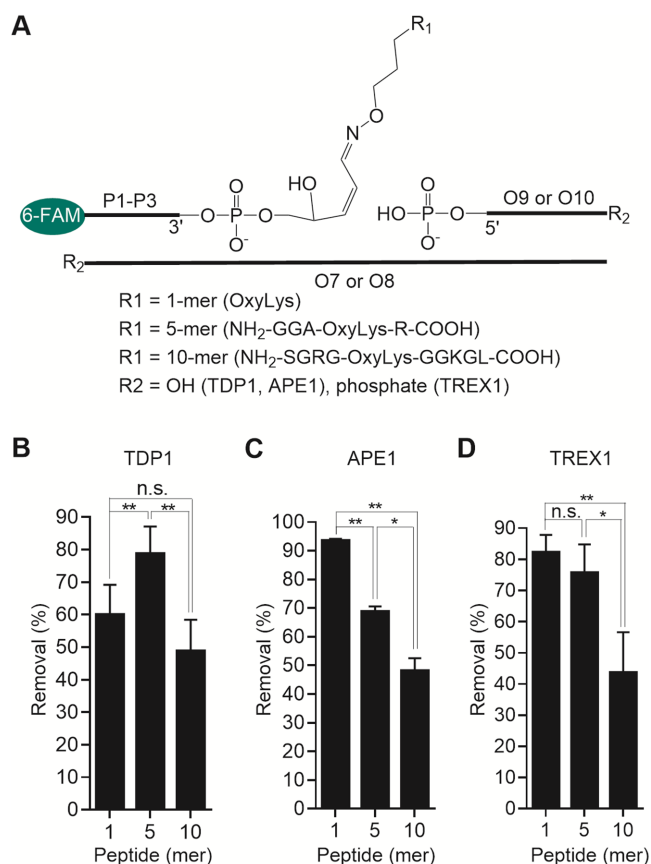 A
R1
O
N
HO
O
P1-P3
O
O9 or O10
6-FAM
3'
O
P
O
HO
P
O
5'
R2
O-
O-
R2
O7 or O8
R1 = 1-mer (OxyLys)
R1 = 5-mer (NH2-GGA-OxyLys-R-COOH)
R1 = 10-mer (NH2-SGRG-OxyLys-GGKGL-COOH)
R2 = OH (TDP1, APE1), phosphate (TREX1)
B
TDP1
n.s.
**
**
90
80
70
60
50
40
30
20
10
0
Removal (%)
1 5 10
Peptide (mer)
C
APE1
**
**
*
100
90
80
70
60
50
40
30
20
10
0
Removal (%)
1 5 10
Peptide (mer)
D
TREX1
**
n.s.
*
90
80
70
60
50
40
30
20
10
0
Removal (%)
1 5 10
Peptide (mer)